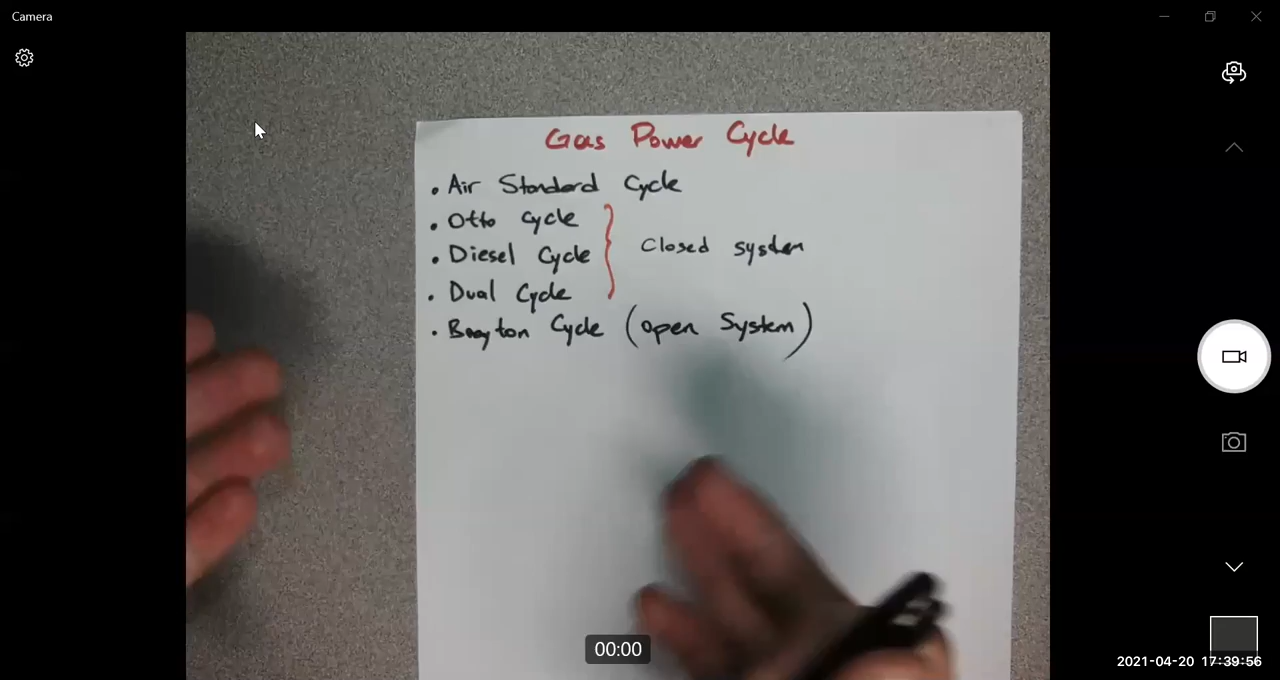 Camera
Gas Power Cycle
• Air Standard Cycle
• Otto Cycle
• Diesel Cycle
• Dual Cycle
Closed system
• Brayton Cycle (Open System)
00:00
2021-04-20 17:39:56